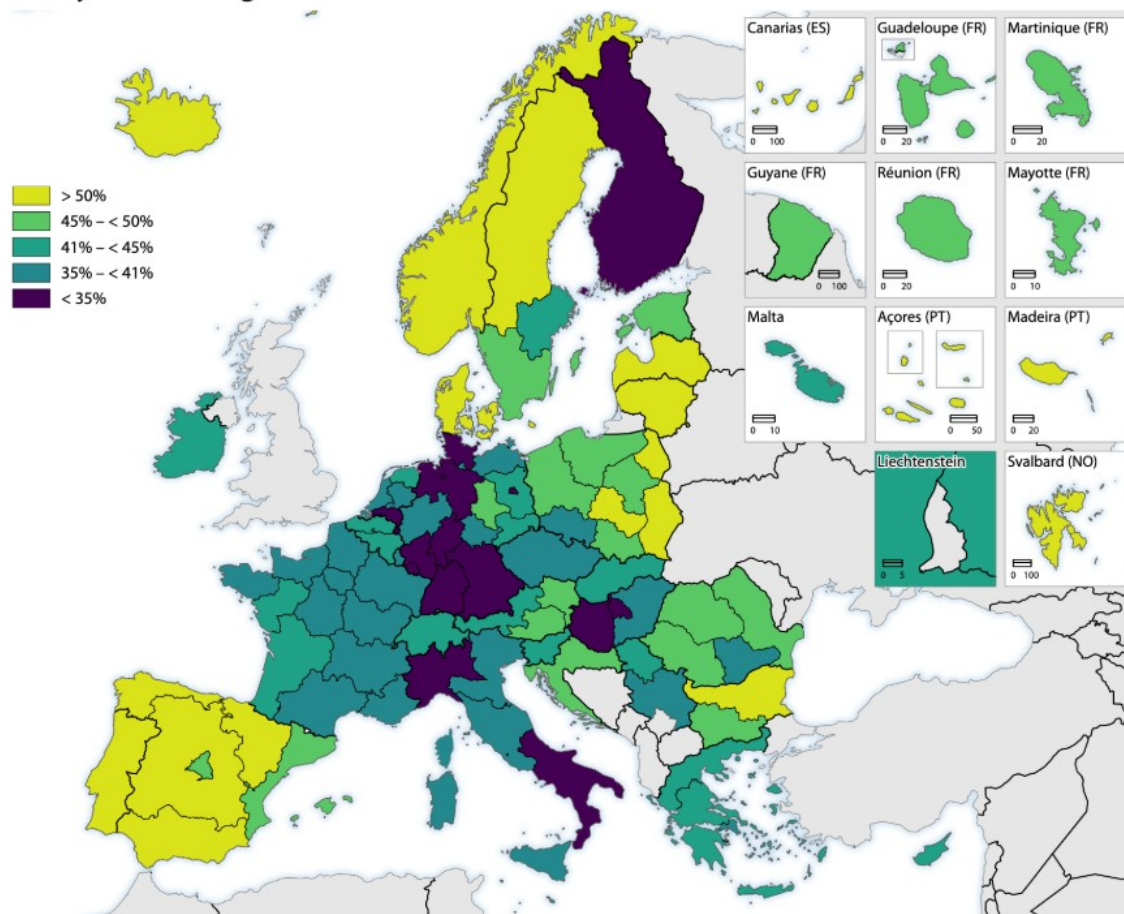 Canarias (ES)
0 100
Guadeloupe (FR)
0 20
Martinique (FR)
0 20
> 50%
45% – < 50%
41% – < 45%
35% – < 41%
< 35%
Guyane (FR)
0 100
Réunion (FR)
0 20
Mayotte (FR)
0 10
Malta
0 10
Açores (PT)
0 50
Madeira (PT)
0 20
Liechtenstein
0 5
Svalbard (NO)
0 100